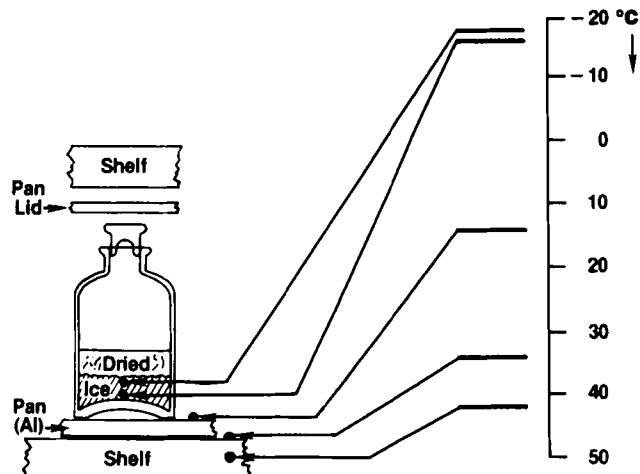 -20 °C
-10
0
10
20
30
40
50
Shelf
Pan
Lid
Dried
Ice
Pan
(Al)
Shelf